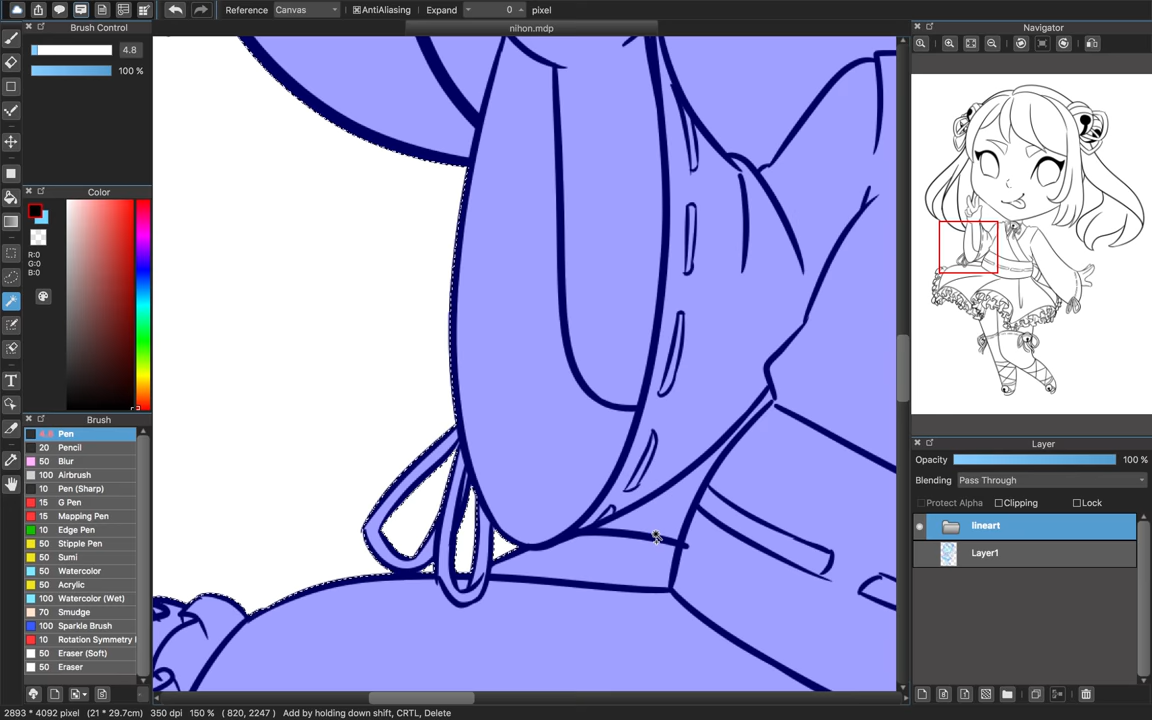 Reference Canvas AntiAliasing Expand 0 pixel
nihon.mdp
Brush Control
4.8
100 %
Color
R:0
G:0
B:0
Brush
Pen
20 Pencil
50 Blur
100 Airbrush
10 Pen (Sharp)
15 G Pen
15 Mapping Pen
10 Edge Pen
50 Stipple Pen
50 Sumi
50 Watercolor
50 Acrylic
100 Watercolor (Wet)
70 Smudge
100 Sparkle Brush
10 Rotation Symmetry
50 Eraser (Soft)
50 Eraser
Navigator
Layer
Opacity 100 %
Blending Pass Through
Protect Alpha Clipping Lock
lineart
Layer1
2893 * 4092 pixel (21 * 29.7cm) 350 dpi 150 % ( 820, 2247 ) Add by holding down shift, CRTL, Delete